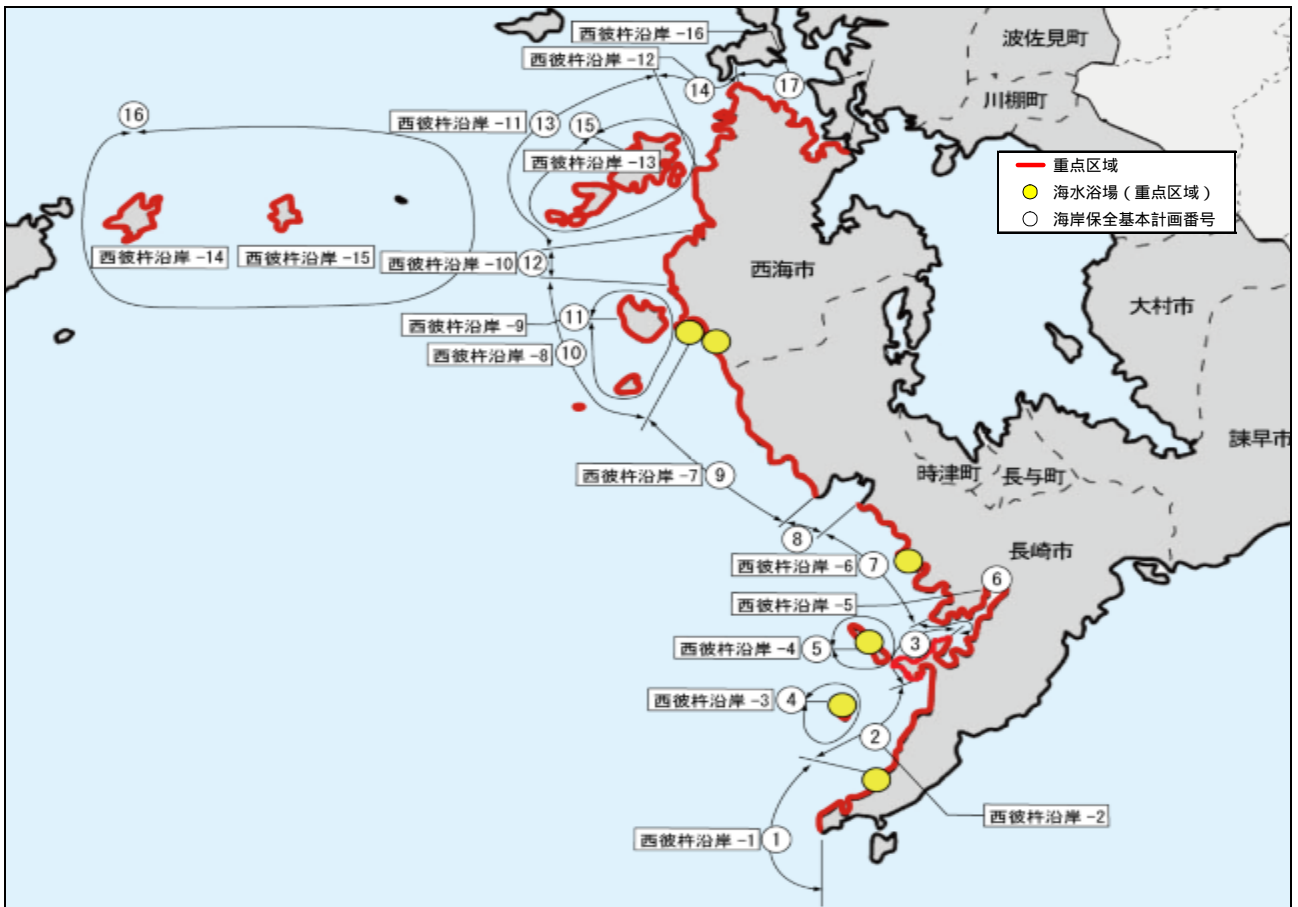 西彼杵沿岸 -16
波佐見町
西彼杵沿岸 -12
14
17
川棚町
16
西彼杵沿岸 -11
13
15
西彼杵沿岸 -13
重点区域
海水浴場（重点区域）
海岸保全基本計画番号
西彼杵沿岸 -14
西彼杵沿岸 -15
西彼杵沿岸 -10
12
西海市
大村市
西彼杵沿岸 -9
11
西彼杵沿岸 -8
10
諫早市
西彼杵沿岸 -7
9
時津町
長与町
8
長崎市
西彼杵沿岸 -6
7
6
西彼杵沿岸 -5
3
西彼杵沿岸 -4
5
西彼杵沿岸 -3
4
2
西彼杵沿岸 -2
西彼杵沿岸 -1
1